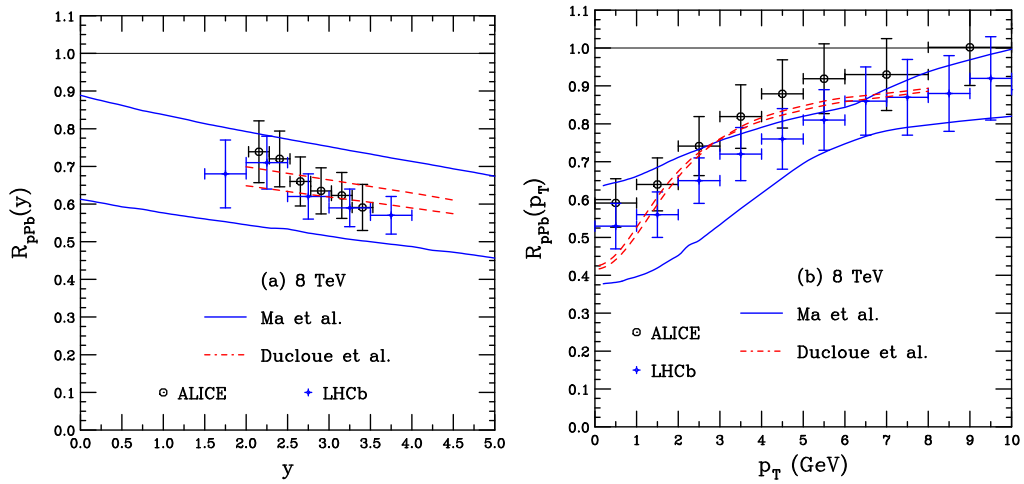 1.1
1.0
0.9
0.8
0.7
0.6
0.5
0.4
0.3
0.2
0.1
0.0
R_pPb(y)
(a) 8 TeV
Ma et al.
Ducloue et al.
ALICE
LHCb
0.0 0.5 1.0 1.5 2.0 2.5 3.0 3.5 4.0 4.5 5.0
y
1.1
1.0
0.9
0.8
0.7
0.6
0.5
0.4
0.3
0.2
0.1
0.0
R_pPb(p_T)
(b) 8 TeV
ALICE
Ma et al.
LHCb
Ducloue et al.
0 1 2 3 4 5 6 7 8 9 10
p_T (GeV)